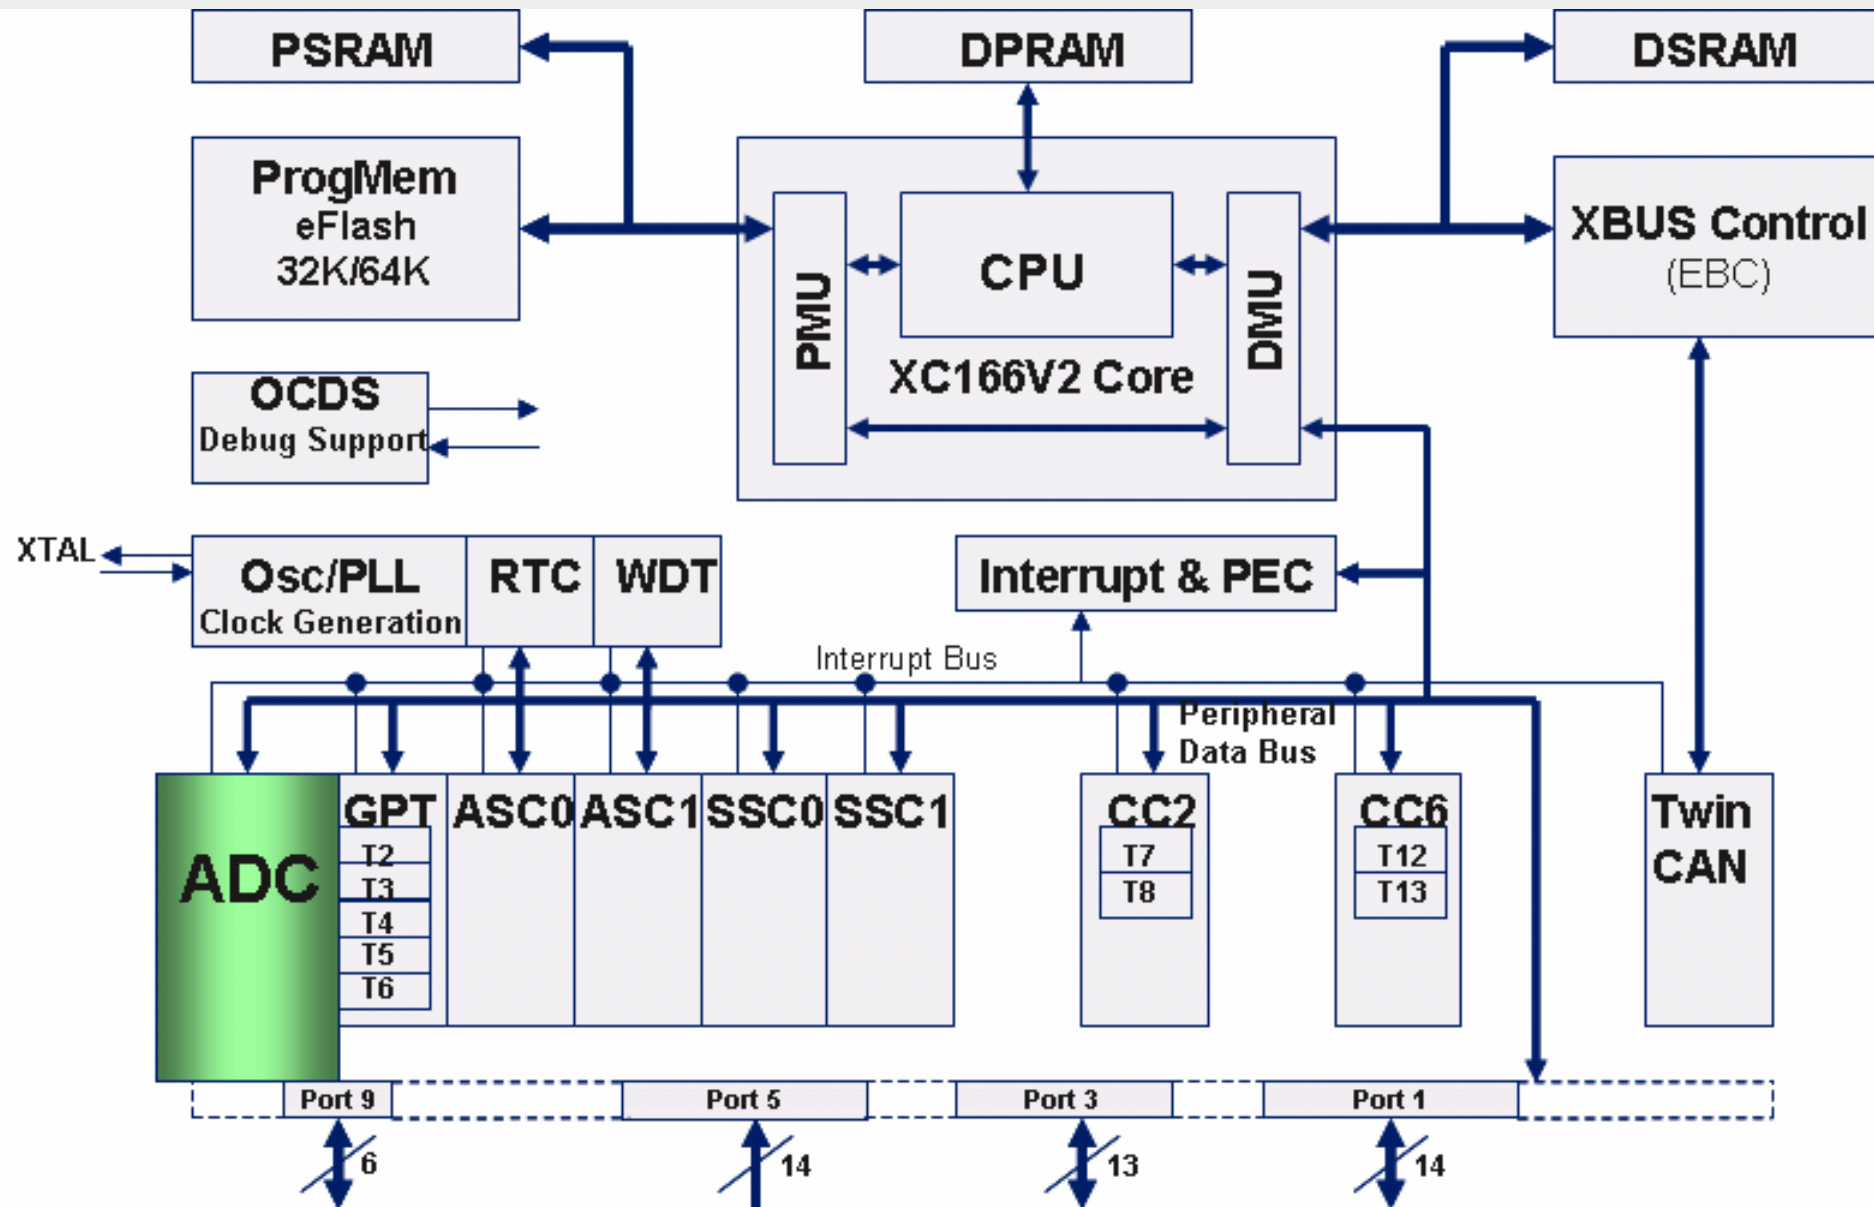 PSRAM
DPRAM
DSRAM
ProgMem
eFlash
32K/64K
PMU
CPU
DMU
XC166V2 Core
XBUS Control
(EBC)
OCDS
Debug Support
XTAL
Osc/PLL
Clock Generation
RTC
WDT
Interrupt & PEC
Interrupt Bus
Peripheral
Data Bus
ADC
GPT
T2
T3
T4
T5
T6
ASC0
ASC1
SSC0
SSC1
CC2
T7
T8
CC6
T12
T13
Twin
CAN
Port 9
Port 5
Port 3
Port 1
6
14
13
14